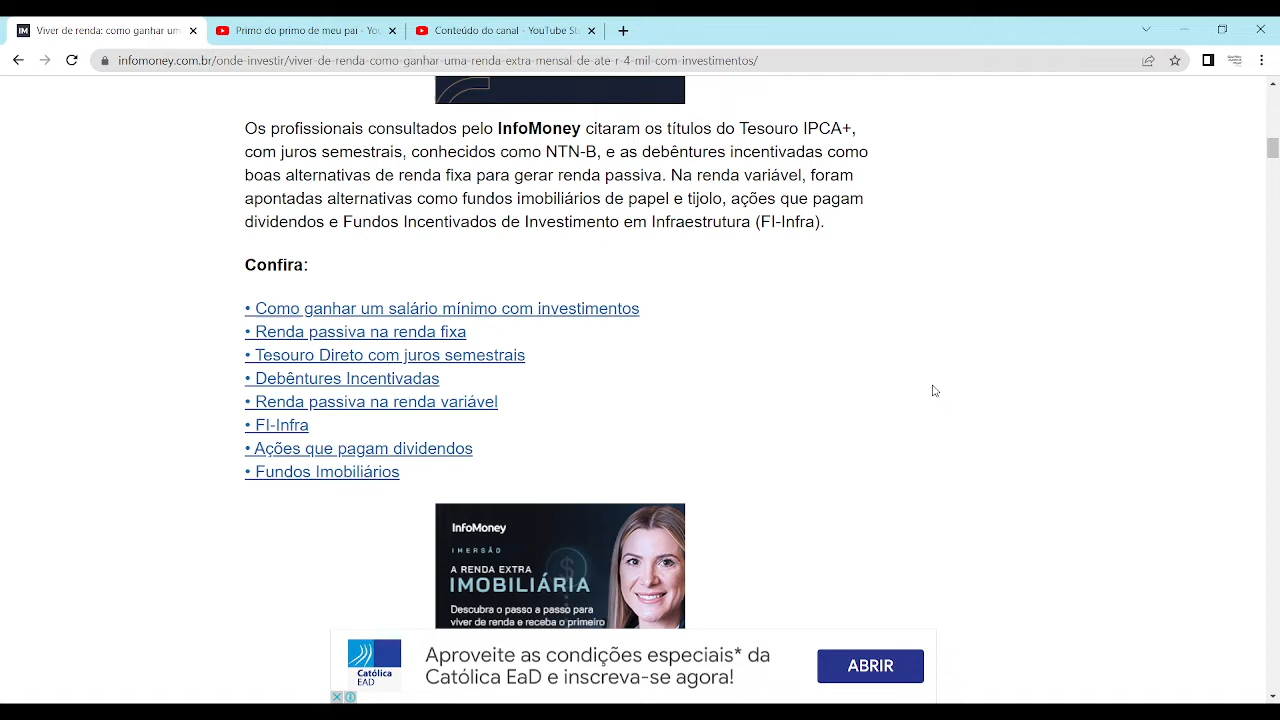 Viver de renda: como ganhar um
Primo do primo de meu pai - You
Conteúdo do canal - YouTube Stu
infomoney.com.br/onde-investir/viver-de-renda-como-ganhar-uma-renda-extra-mensal-de-ate-r-4-mil-com-investimentos/
Os profissionais consultados pelo InfoMoney citaram os títulos do Tesouro IPCA+,
com juros semestrais, conhecidos como NTN-B, e as debêntures incentivadas como
boas alternativas de renda fixa para gerar renda passiva. Na renda variável, foram
apontadas alternativas como fundos imobiliários de papel e tijolo, ações que pagam
dividendos e Fundos Incentivados de Investimento em Infraestrutura (FI-Infra).
Confira:
• Como ganhar um salário mínimo com investimentos
• Renda passiva na renda fixa
• Tesouro Direto com juros semestrais
• Debêntures Incentivadas
• Renda passiva na renda variável
• FI-Infra
• Ações que pagam dividendos
• Fundos Imobiliários
InfoMoney
IMERSÃO
A RENDA EXTRA
IMOBILIÁRIA
Descubra o passo a passo para
viver de renda e receba o primeiro
Católica
EAD
Aproveite as condições especiais* da
Católica EaD e inscreva-se agora!
ABRIR